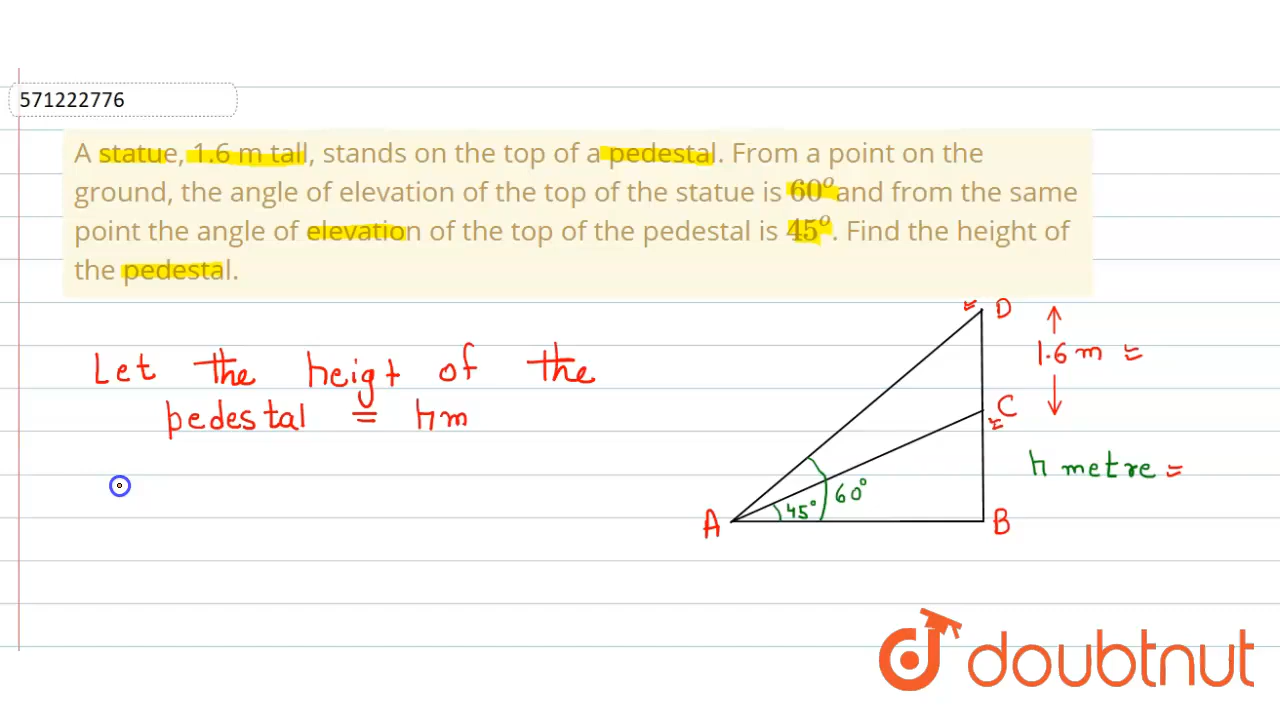 571222776
A statue, 1.6 m tall, stands on the top of a pedestal. From a point on the
ground, the angle of elevation of the top of the statue is 60° and from the same
point the angle of elevation of the top of the pedestal is 45°. Find the height of
the pedestal.
Let the heigt of the
pedestal = hm
D
1.6 m =
C
h metre =
60°
45°
A
B
doubtnut